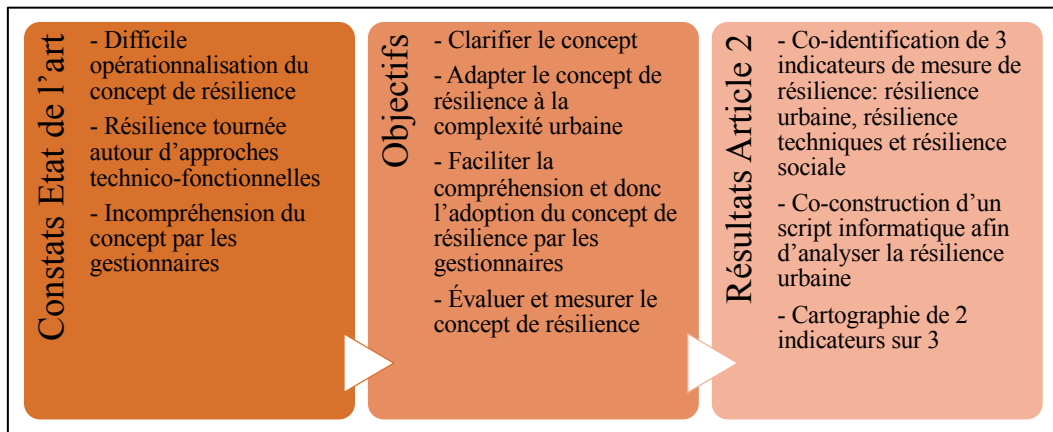 Constats Etat de l'art
- Difficile
opérationnalisation du
concept de résilience
- Résilience tournée
autour d'approches
technico-fonctionnelles
- Incompréhension du
concept par les
gestionnaires
Objectifs
- Clarifier le concept
- Adapter le concept de
résilience à la
complexité urbaine
- Faciliter la
compréhension et donc
l'adoption du concept de
résilience par les
gestionnaires
- Évaluer et mesurer le
concept de résilience
Résultats Article 2
- Co-identification de 3
indicateurs de mesure de
résilience: résilience
urbaine, résilience
techniques et résilience
sociale
- Co-construction d'un
script informatique afin
d'analyser la résilience
urbaine
- Cartographie de 2
indicateurs sur 3